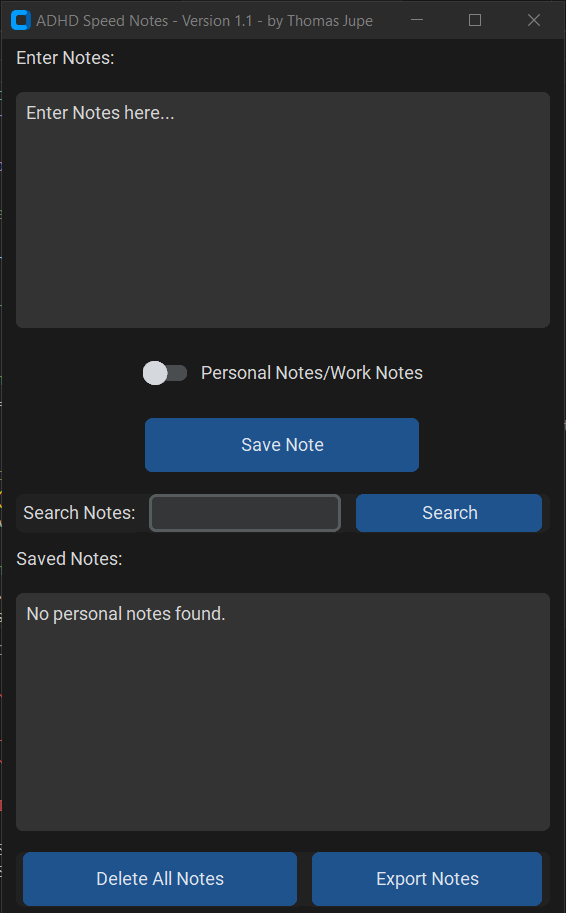 ADHD Speed Notes - Version 1.1 - by Thomas Jupe
Enter Notes:
Enter Notes here...
Personal Notes/Work Notes
Save Note
Search Notes:
Search
Saved Notes:
No personal notes found.
Delete All Notes
Export Notes